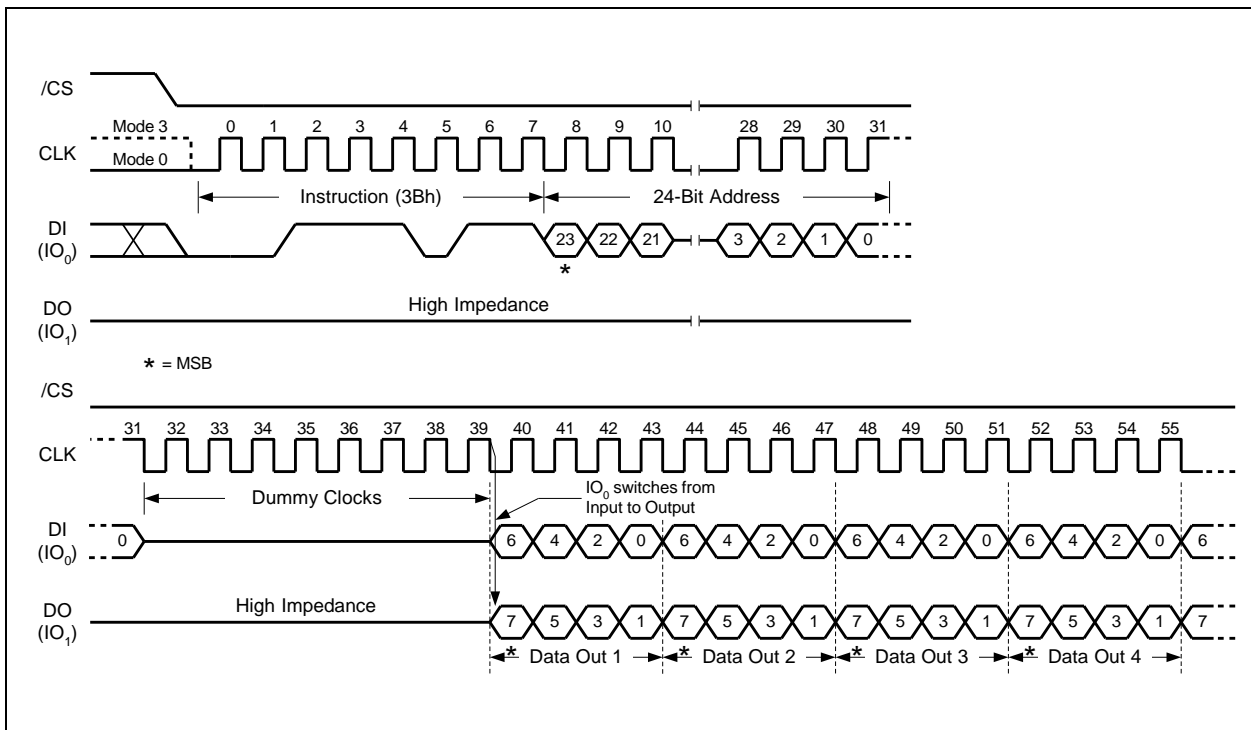 /CS
Mode 3 0 1 2 3 4 5 6 7 8 9 10 28 29 30 31
CLK
Mode 0
Instruction (3Bh) 24-Bit Address
DI
(IO0)
23 22 21 3 2 1 0
*
High Impedance
DO
(IO1)
* = MSB
/CS
31 32 33 34 35 36 37 38 39 40 41 42 43 44 45 46 47 48 49 50 51 52 53 54 55
CLK
Dummy Clocks
IO0 switches from
Input to Output
DI
(IO0)
0 6 4 2 0 6 4 2 0 6 4 2 0 6 4 2 0 6
High Impedance
DO
(IO1)
7 5 3 1 7 5 3 1 7 5 3 1 7 5 3 1 7
* Data Out 1 * Data Out 2 * Data Out 3 * Data Out 4